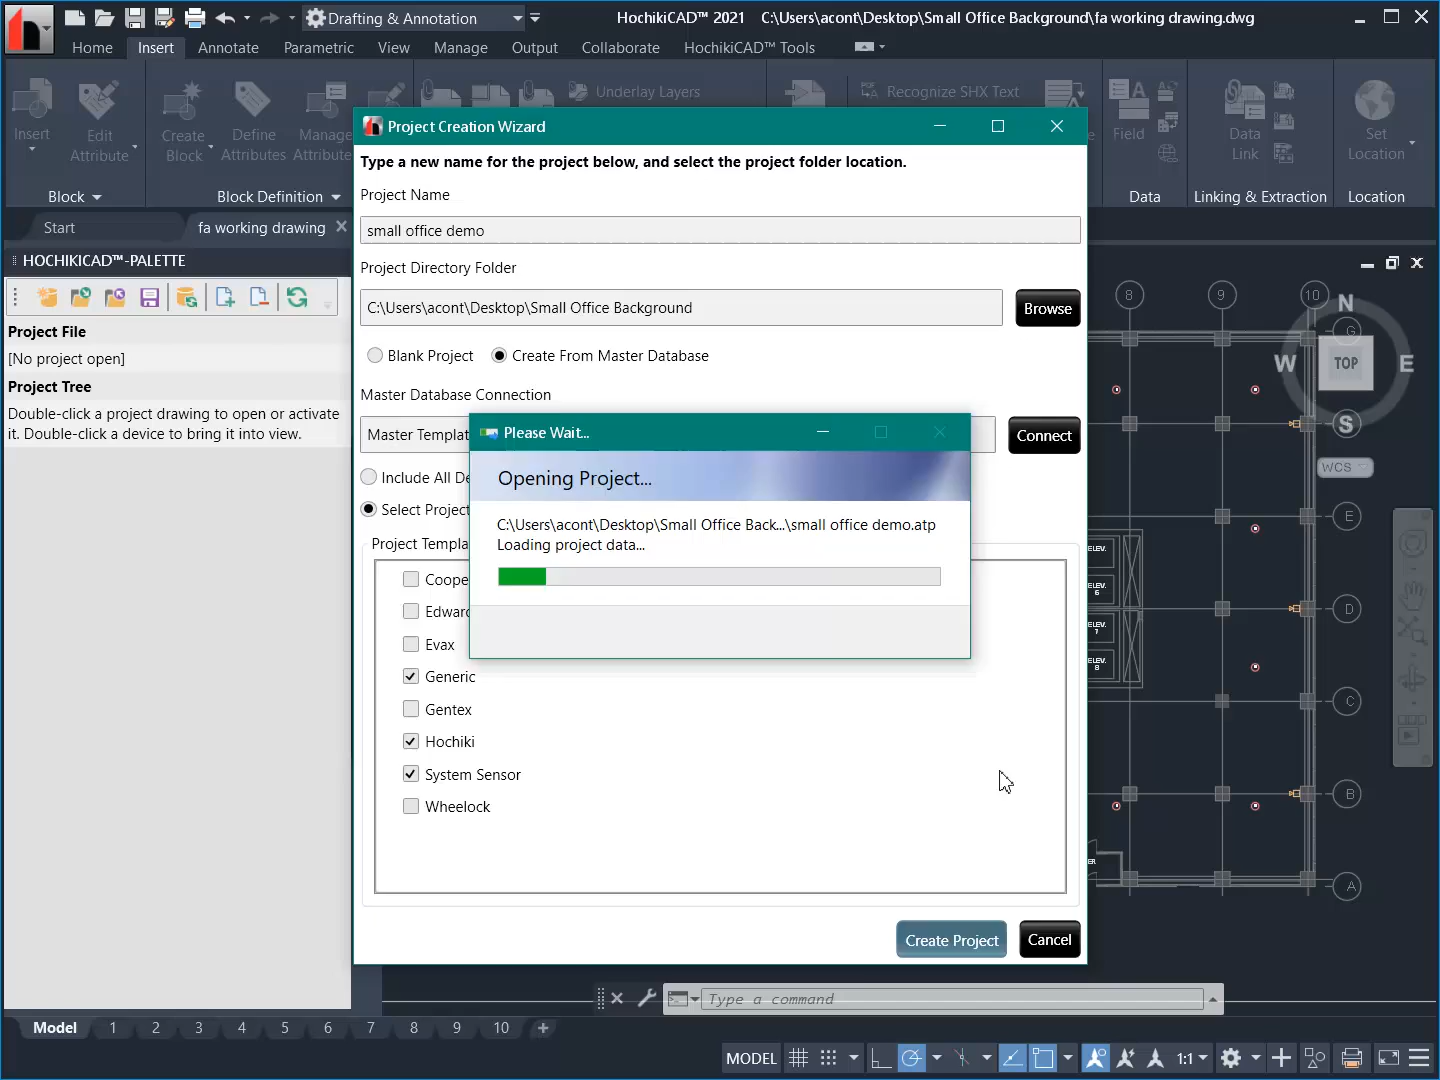 Drafting & Annotation
HochikiCAD™ 2021 C:\Users\acont\Desktop\Small Office Background\fa working drawing.dwg
Home Insert Annotate Parametric View Manage Output Collaborate HochikiCAD™ Tools
Underlay Layers
Recognize SHX Text
Insert
Edit Attribute
Create Block
Define Attributes
Manage Attribute
Field
Data Link
Set Location
Block
Block Definition
Data
Linking & Extraction
Location
Start
fa working drawing
HOCHIKICAD™-PALETTE
Project File
[No project open]
Project Tree
Double-click a project drawing to open or activate
it. Double-click a device to bring it into view.
Project Creation Wizard
Type a new name for the project below, and select the project folder location.
Project Name
small office demo
Project Directory Folder
C:\Users\acont\Desktop\Small Office Background
Browse
Blank Project
Create From Master Database
Master Database Connection
Master Templat
Connect
Include All De
Select Project
Project Templa
Coope
Edward
Evax
Generic
Gentex
Hochiki
System Sensor
Wheelock
Create Project
Cancel
Please Wait...
Opening Project...
C:\Users\acont\Desktop\Small Office Back...\small office demo.atp
Loading project data...
8 9 10
N
G
W
TOP
E
S
WCS
E
D
C
B
A
ELEV.
ELEV.
6
ELEV.
7
ELEV.
8
ER
Type a command
Model 1 2 3 4 5 6 7 8 9 10
MODEL
1:1